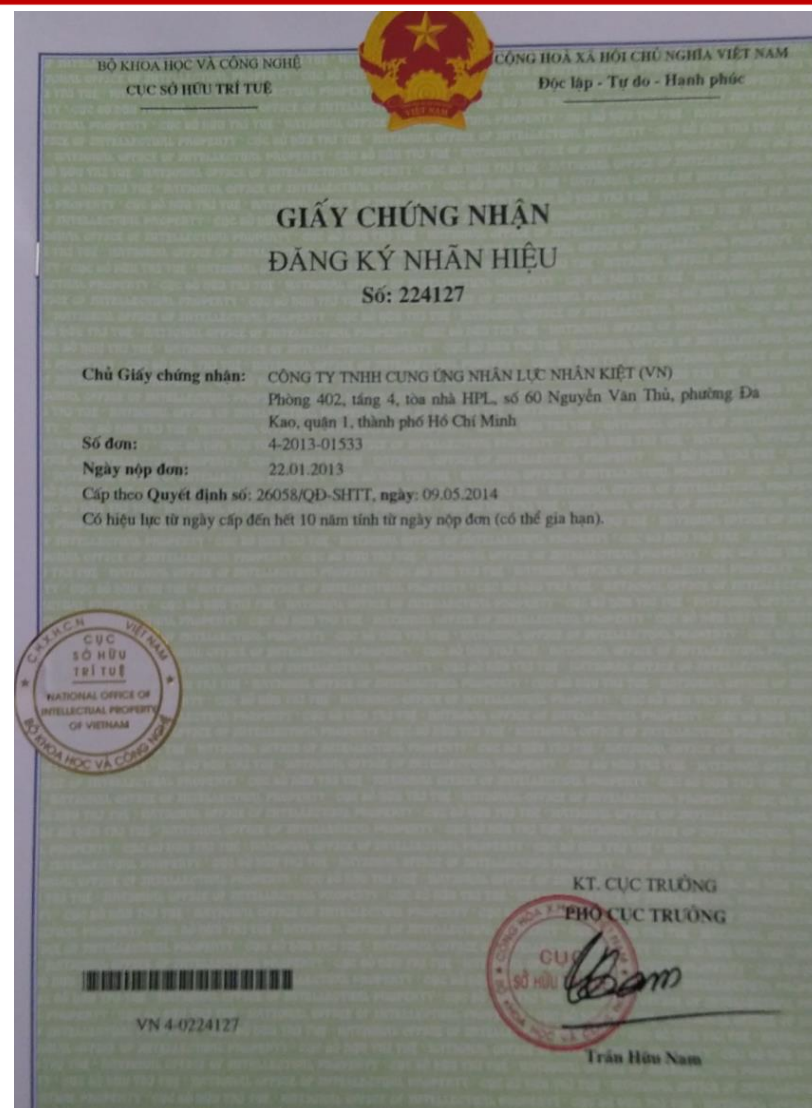 BỘ KHOA HỌC VÀ CÔNG NGHỆ
CỤC SỞ HỮU TRÍ TUỆ
CỘNG HOÀ XÃ HỘI CHỦ NGHĨA VIỆT NAM
Độc lập - Tự do - Hạnh phúc
VIỆT NAM
GIẤY CHỨNG NHẬN
ĐĂNG KÝ NHÃN HIỆU
Số: 224127
Chủ Giấy chứng nhận: CÔNG TY TNHH CUNG ỨNG NHÂN LỰC NHÂN KIỆT (VN)
Phòng 402, tầng 4, tòa nhà HPL, số 60 Nguyễn Văn Thủ, phường Đa
Kao, quận 1, thành phố Hồ Chí Minh
Số đơn: 4-2013-01533
Ngày nộp đơn: 22.01.2013
Cấp theo Quyết định số: 26058/QĐ-SHTT, ngày: 09.05.2014
Có hiệu lực từ ngày cấp đến hết 10 năm tính từ ngày nộp đơn (có thể gia hạn).
C.H.X.H.C.N VIỆT NAM
CỤC
SỞ HỮU
TRÍ TUỆ
NATIONAL OFFICE OF
INTELLECTUAL PROPERTY
OF VIETNAM
BỘ KHOA HỌC VÀ CÔNG NGHỆ
KT. CỤC TRƯỞNG
PHÓ CỤC TRƯỞNG
CỤC
SỞ HỮU
VN 4-0224127
Trần Hữu Nam